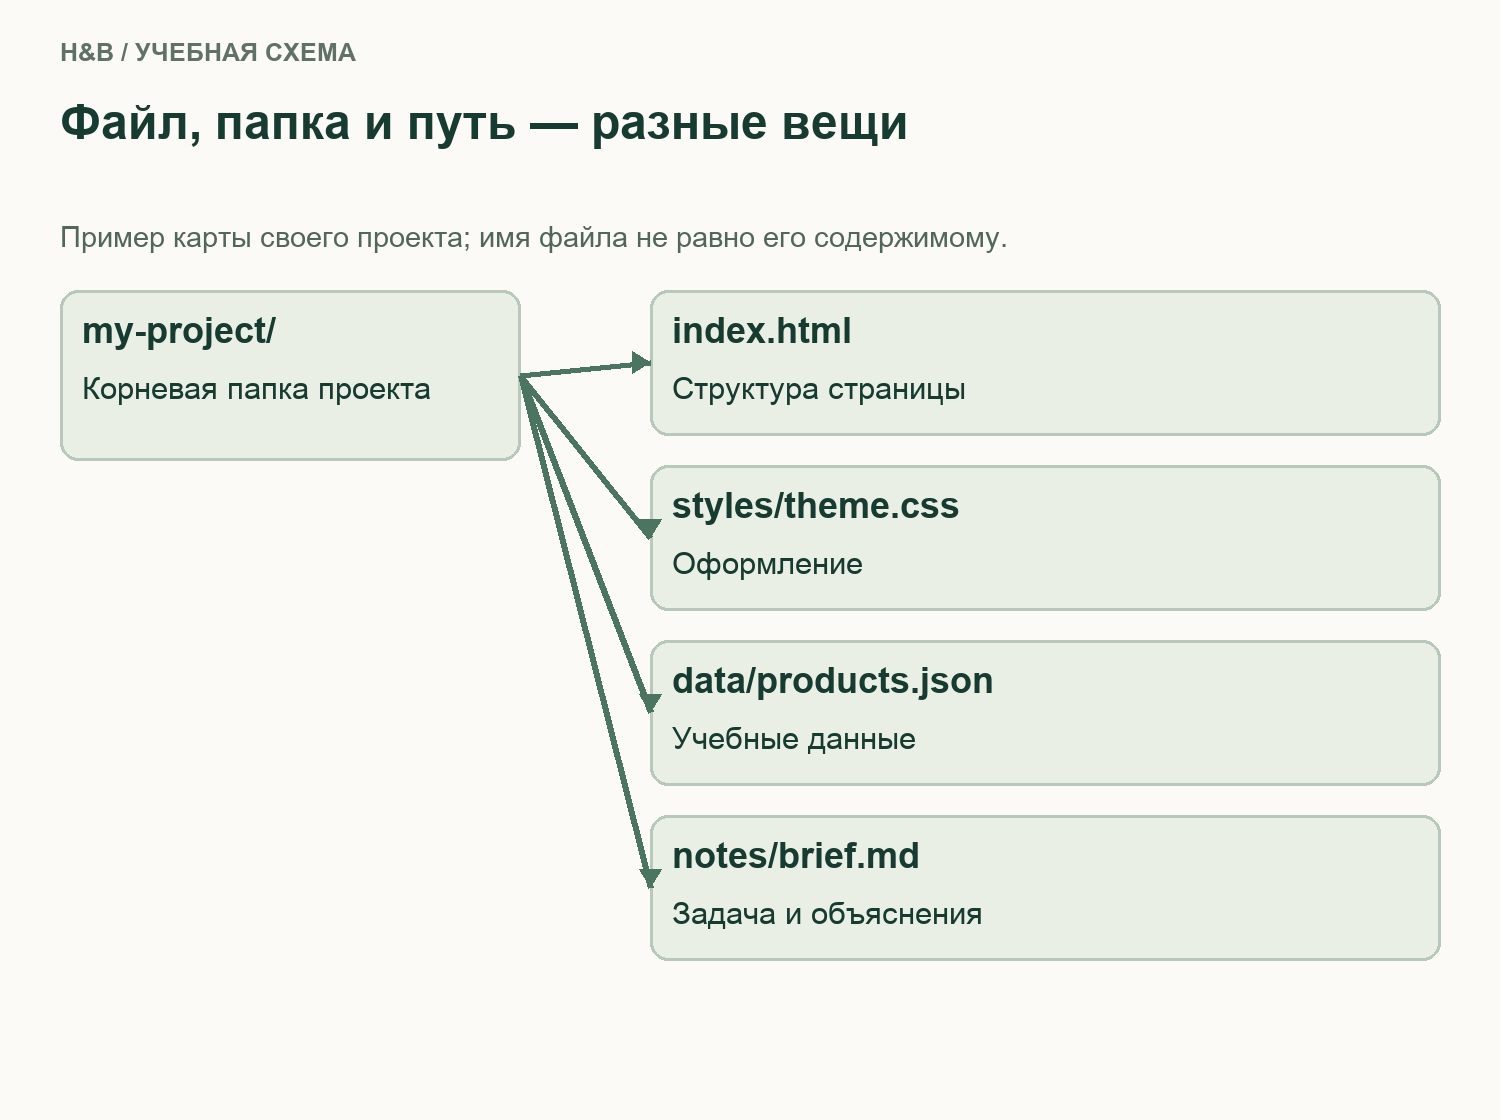 H&B / УЧЕБНАЯ СХЕМА
Файл, папка и путь — разные вещи
Пример карты своего проекта; имя файла не равно его содержимому.
my-project/
Корневая папка проекта
index.html
Структура страницы
styles/theme.css
Оформление
data/products.json
Учебные данные
notes/brief.md
Задача и объяснения